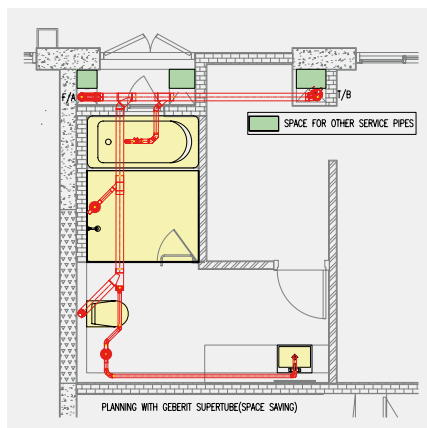 F/A
T/B
SPACE FOR OTHER SERVICE PIPES
PLANNING WITH GEBERIT SUPERTUBE(SPACE SAVING)